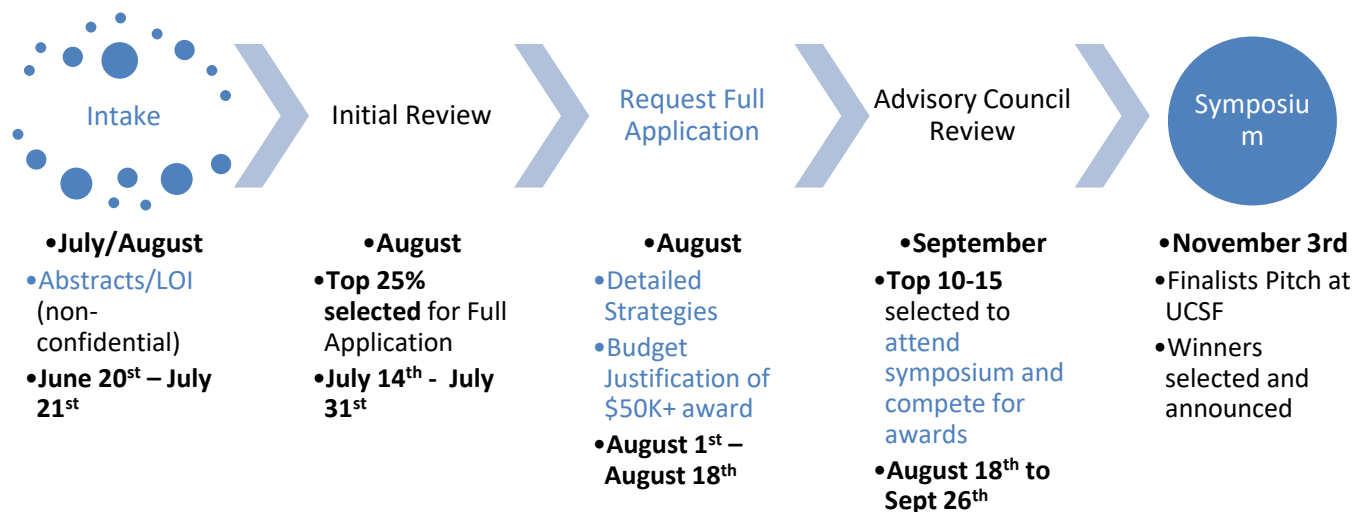 Intake
Initial Review
Request Full
Application
Advisory Council
Review
Symposiu
m
•July/August
•Abstracts/LOI
(non-
confidential)
•June 20st – July
21st
•August
•Top 25%
selected for Full
Application
•July 14th - July
31st
•August
•Detailed
Strategies
•Budget
Justification of
$50K+ award
•August 1st –
August 18th
•September
•Top 10-15
selected to
attend
symposium and
compete for
awards
•August 18th to
Sept 26th
•November 3rd
•Finalists Pitch at
UCSF
•Winners
selected and
announced